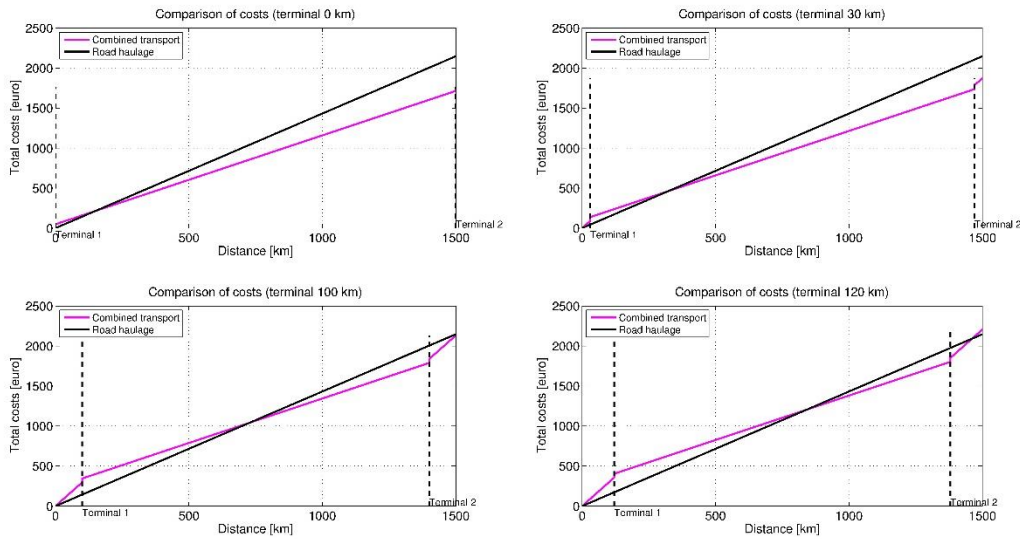 Comparison of costs (terminal 0 km)
2500
2000
1500
1000
500
0
Total costs [euro]
Combined transport
Road haulage
Terminal 1
Terminal 2
500
1000
1500
Distance [km]
Comparison of costs (terminal 30 km)
2500
2000
1500
1000
500
0
Total costs [euro]
Combined transport
Road haulage
Terminal 1
Terminal 2
500
1000
1500
Distance [km]
Comparison of costs (terminal 100 km)
2500
2000
1500
1000
500
0
Total costs [euro]
Combined transport
Road haulage
Terminal 2
0
500
1000
1500
Terminal 1
Distance [km]
Comparison of costs (terminal 120 km)
2500
2000
1500
1000
500
0
Total costs [euro]
Combined transport
Road haulage
Terminal 2
0
500
1000
1500
Terminal 1
Distance [km]